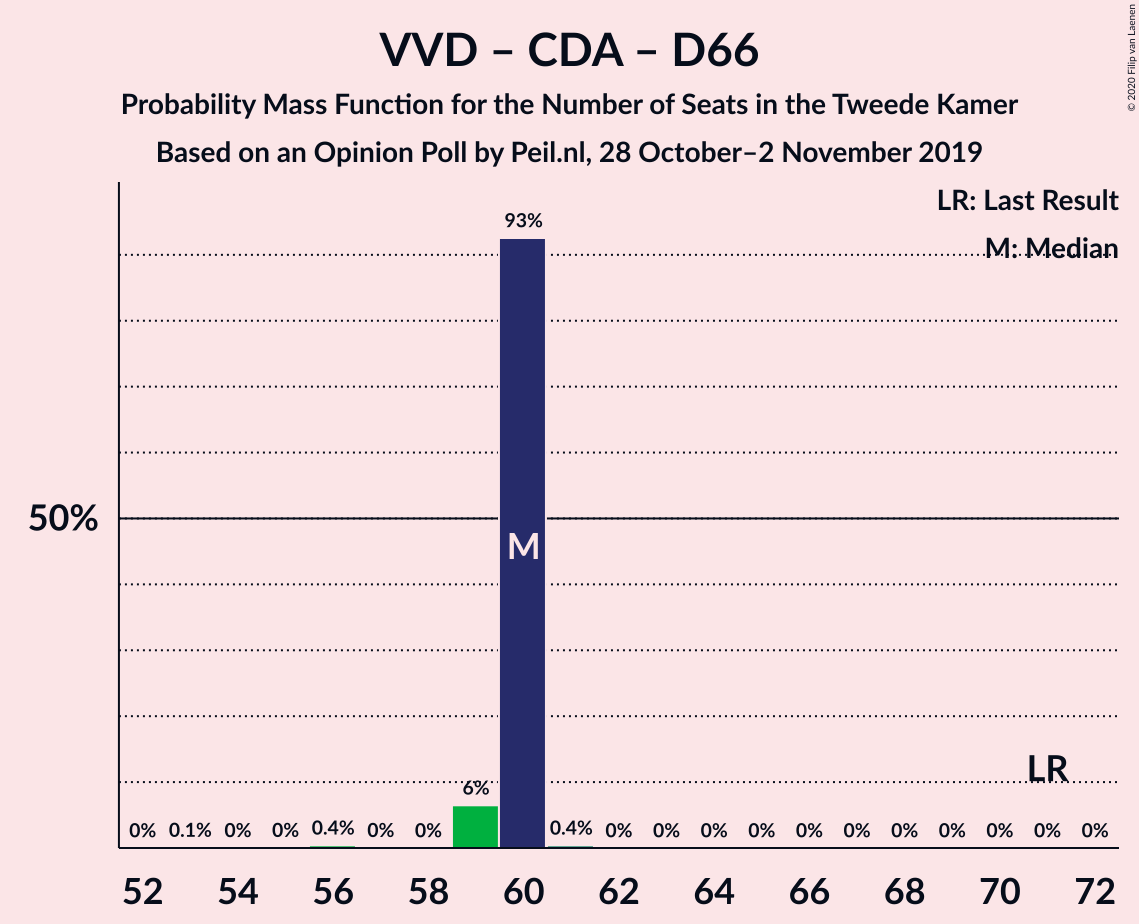 VVD – CDA – D66
Probability Mass Function for the Number of Seats in the Tweede Kamer
Based on an Opinion Poll by Peil.nl, 28 October–2 November 2019
© 2020 Filip van Laenen
LR: Last Result
M: Median
93%
50%
M
LR
6%
0% 0.1% 0% 0% 0.4% 0% 0% 0.4% 0% 0% 0% 0% 0% 0% 0% 0% 0% 0% 0%
52 54 56 58 60 62 64 66 68 70 72